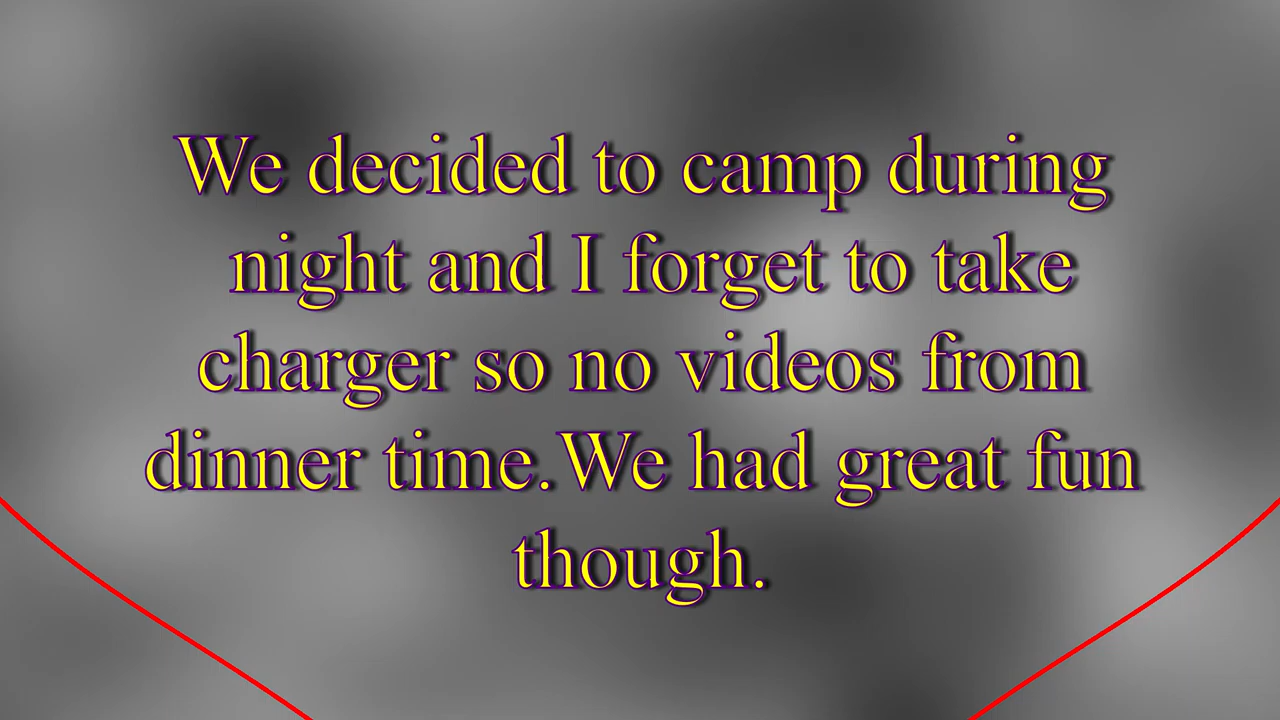 We decided to camp during
night and I forget to take
charger so no videos from
dinner time.We had great fun
though.